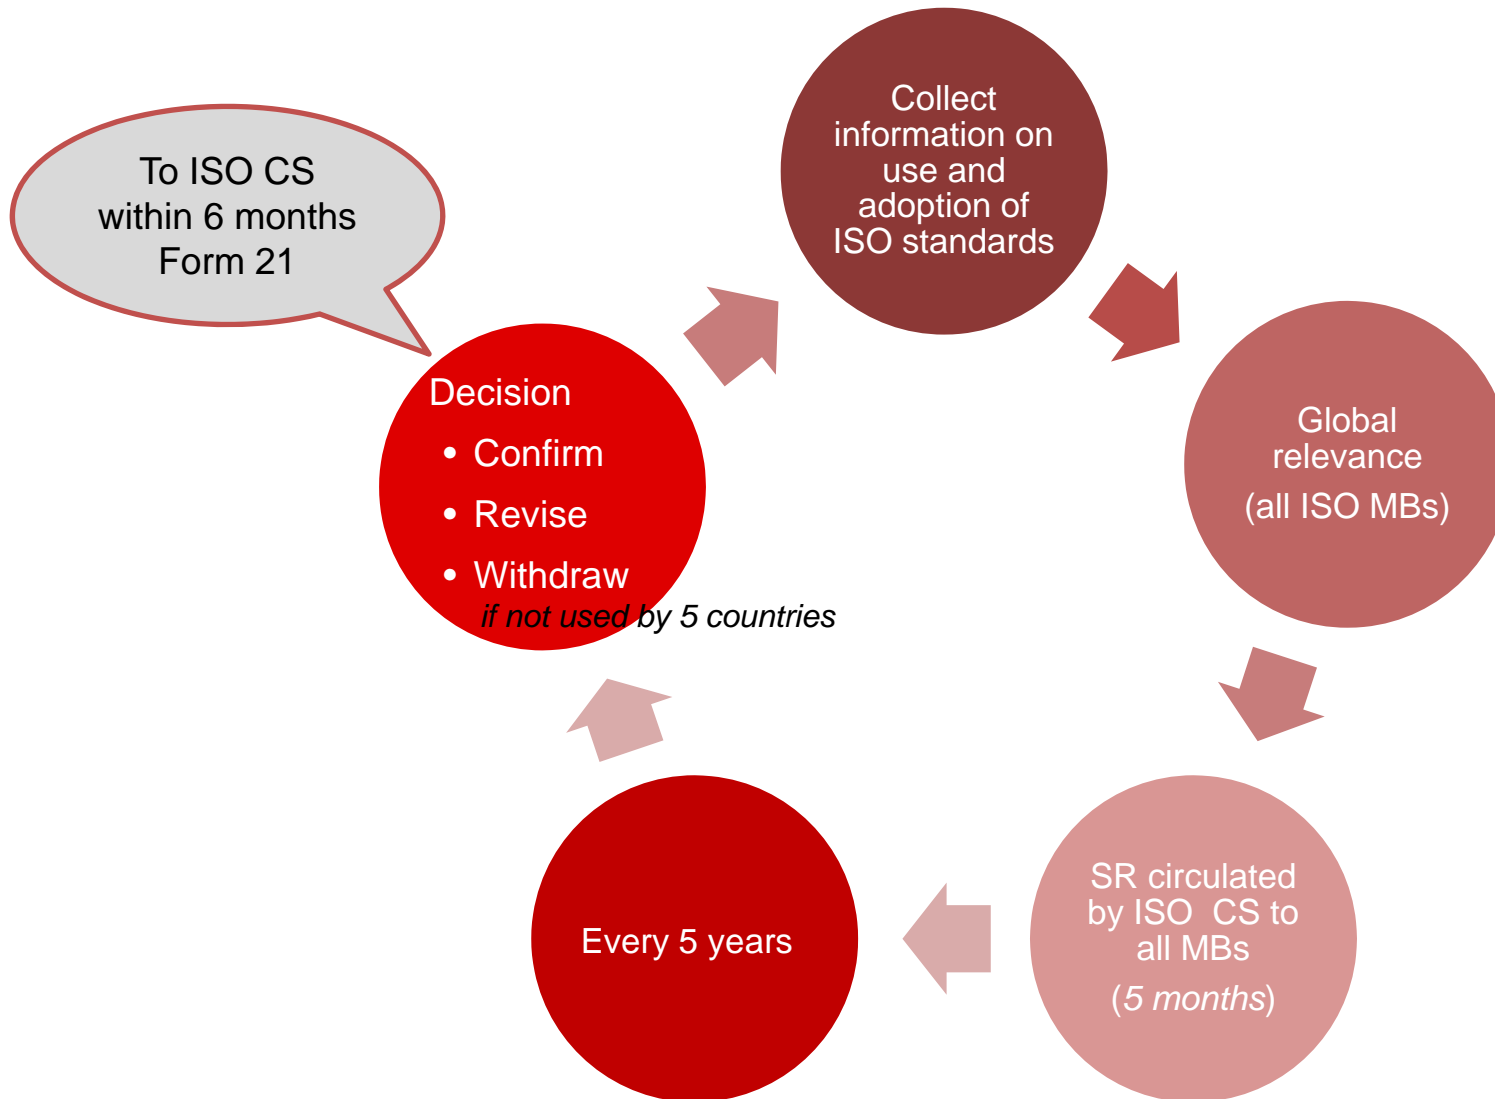 Collect
information on
use and
adoption of
ISO standards
To ISO CS
within 6 months
Form 21
Global
relevance
(all ISO MBs)
Decision
• Confirm
• Revise
• Withdraw
if not used by 5 countries
SR circulated
by ISO CS to
all MBs
(5 months)
Every 5 years